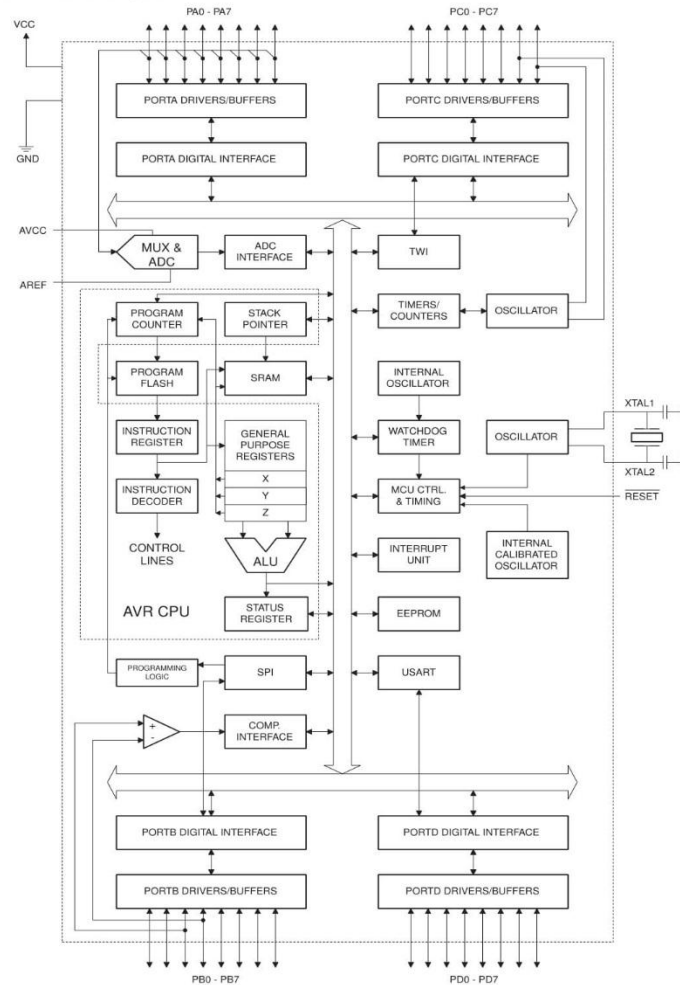 PA0 - PA7
PC0 - PC7
VCC
PORTA DRIVERS/BUFFERS
PORTC DRIVERS/BUFFERS
GND
PORTA DIGITAL INTERFACE
PORTC DIGITAL INTERFACE
AVCC
MUX &
ADC
ADC
INTERFACE
TWI
AREF
PROGRAM
COUNTER
STACK
POINTER
TIMERS/
COUNTERS
OSCILLATOR
PROGRAM
FLASH
SRAM
INTERNAL
OSCILLATOR
XTAL1
INSTRUCTION
REGISTER
GENERAL
PURPOSE
REGISTERS
WATCHDOG
TIMER
OSCILLATOR
XTAL2
X
INSTRUCTION
DECODER
Y
MCU CTRL.
& TIMING
RESET
Z
CONTROL
LINES
ALU
INTERRUPT
UNIT
INTERNAL
CALIBRATED
OSCILLATOR
AVR CPU
STATUS
REGISTER
EEPROM
PROGRAMMING
LOGIC
SPI
USART
+
-
COMP.
INTERFACE
PORTB DIGITAL INTERFACE
PORTD DIGITAL INTERFACE
PORTB DRIVERS/BUFFERS
PORTD DRIVERS/BUFFERS
PB0 - PB7
PD0 - PD7